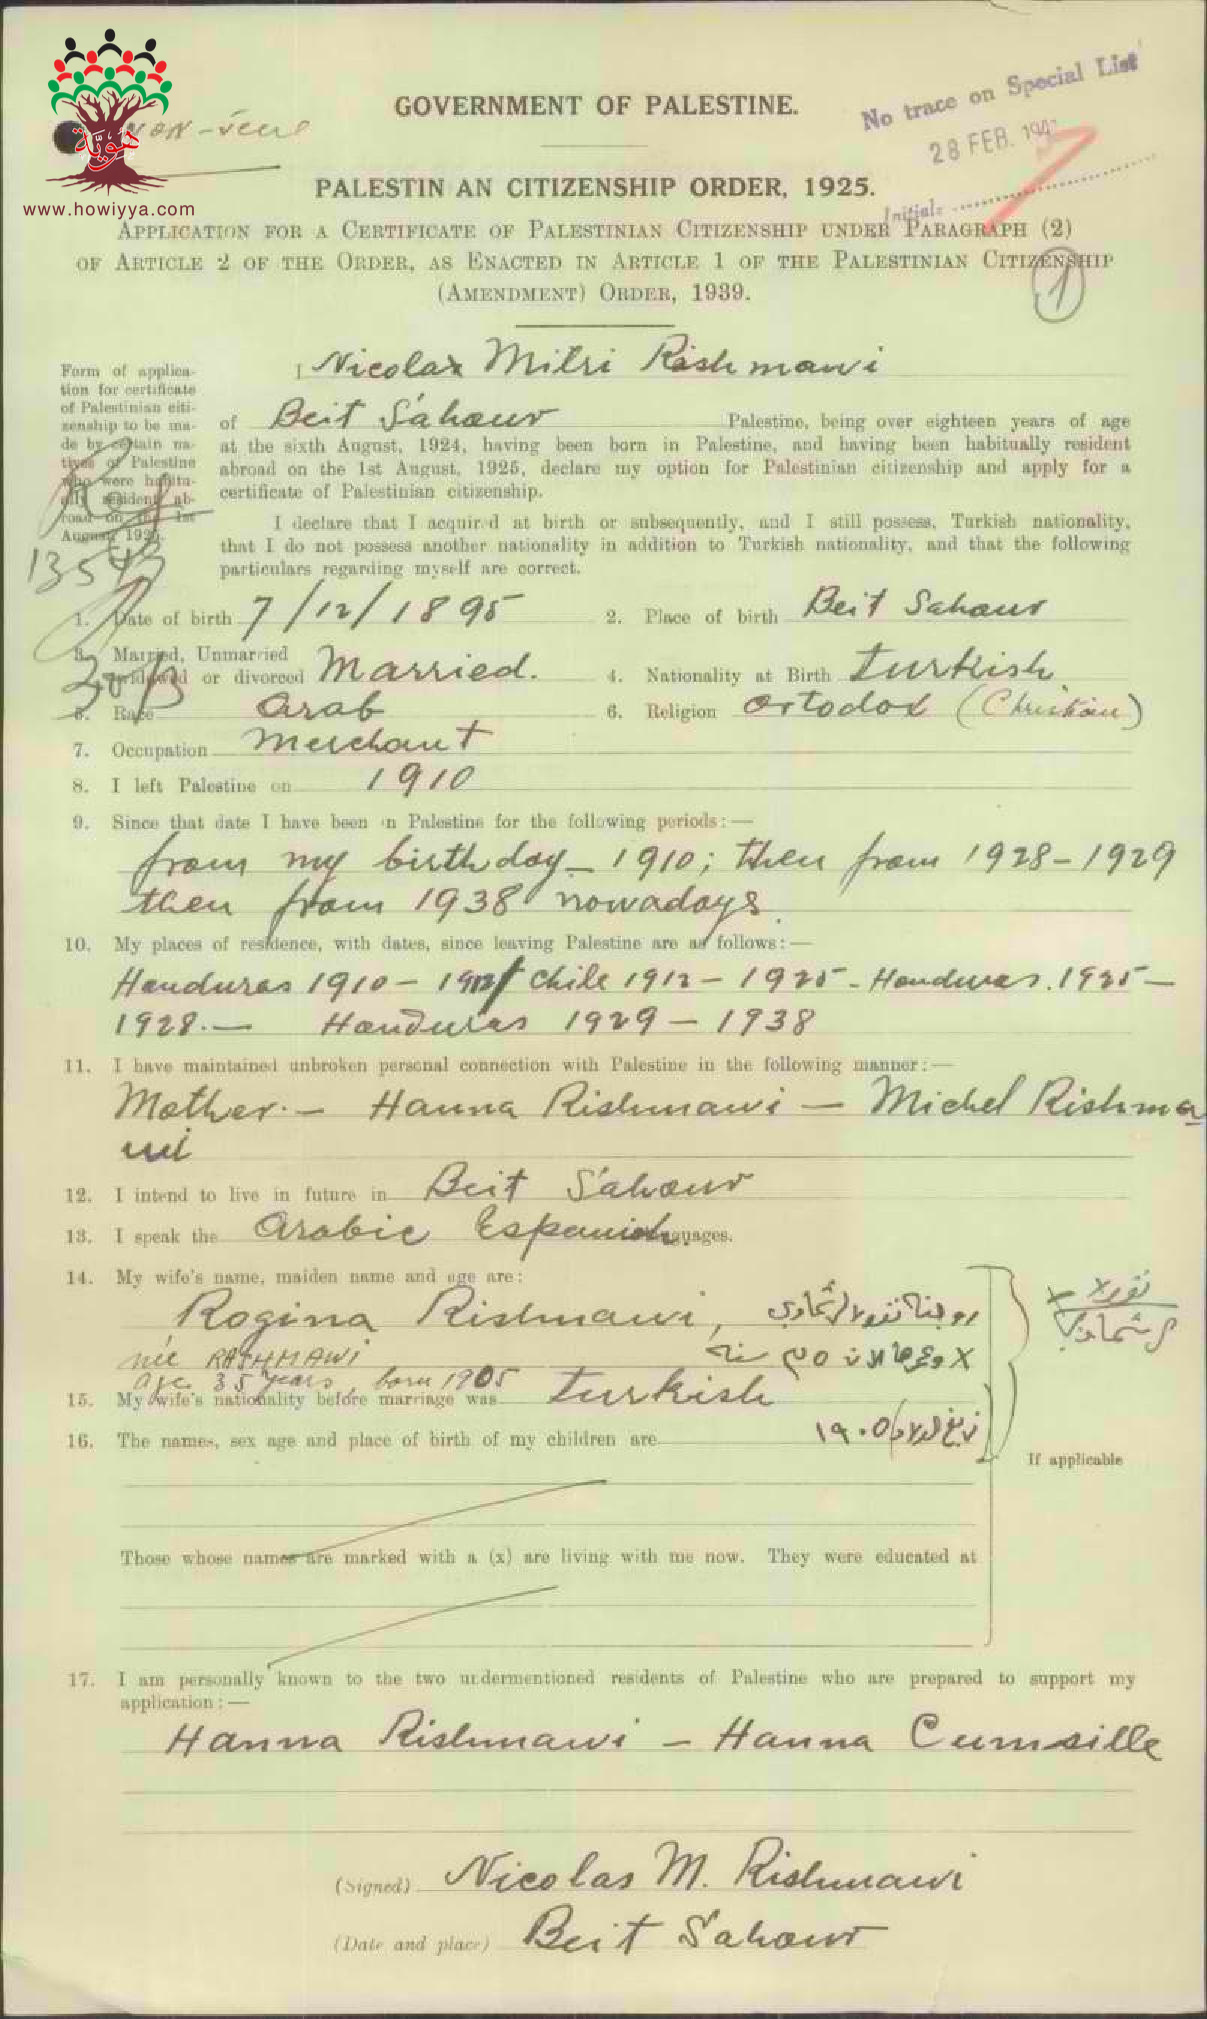 هويّة
www.howiyya.com
GOVERNMENT OF PALESTINE.
No trace on Special List
28 FEB. 194
Initial:
PALESTIN AN CITIZENSHIP ORDER, 1925.
APPLICATION FOR A CERTIFICATE OF PALESTINIAN CITIZENSHIP UNDER PARAGRAPH (2)
OF ARTICLE 2 OF THE ORDER, AS ENACTED IN ARTICLE 1 OF THE PALESTINIAN CITIZENSHIP
(AMENDMENT) ORDER, 1939.
1
Form of applica-
tion for certificate
of Palestinian citi-
zenship to be ma-
de by certain na-
tives of Palestine
who were habitu-
ally resident ab-
road on the 1st
August 1925.
I Nicolas Mitri Rishmawi
of Beit Sahour Palestine, being over eighteen years of age
at the sixth August, 1924, having been born in Palestine, and having been habitually resident
abroad on the 1st August, 1925, declare my option for Palestinian citizenship and apply for a
certificate of Palestinian citizenship.
I declare that I acquired at birth or subsequently, and I still possess, Turkish nationality,
that I do not possess another nationality in addition to Turkish nationality, and that the following
particulars regarding myself are correct.
1. Date of birth 7/12/1895 2. Place of birth Beit Sahour
3. Married, Unmarried
widowed or divorced Married. 4. Nationality at Birth Turkish
5. Race Arab 6. Religion Ortodox (Christian)
7. Occupation Merchant
8. I left Palestine on 1910
9. Since that date I have been in Palestine for the following periods:—
from my birthday – 1910; then from 1928-1929
then from 1938 nowadays.
10. My places of residence, with dates, since leaving Palestine are as follows:—
Honduras 1910 – 1912 / Chile 1912 – 1925 - Honduras. 1925 –
1928. — Honduras 1929 – 1938
11. I have maintained unbroken personal connection with Palestine in the following manner:—
Mother. – Hanna Rishmawi – Michel Rishma
wi
12. I intend to live in future in Beit Sahour
13. I speak the Arabic Espanish. languages.
14. My wife's name, maiden name and age are:
Rogina Rishmawi,
née RASHMAWI
age 35 years, born 1905
15. My wife's nationality before marriage was Turkish
16. The names, sex age and place of birth of my children are
١٩٠٥
If applicable
Those whose names are marked with a (x) are living with me now. They were educated at
17. I am personally known to the two undermentioned residents of Palestine who are prepared to support my
application:—
Hanna Rishmawi – Hanna Cumsille
(Signed) Nicolas M. Rishmawi
(Date and place) Beit Sahour